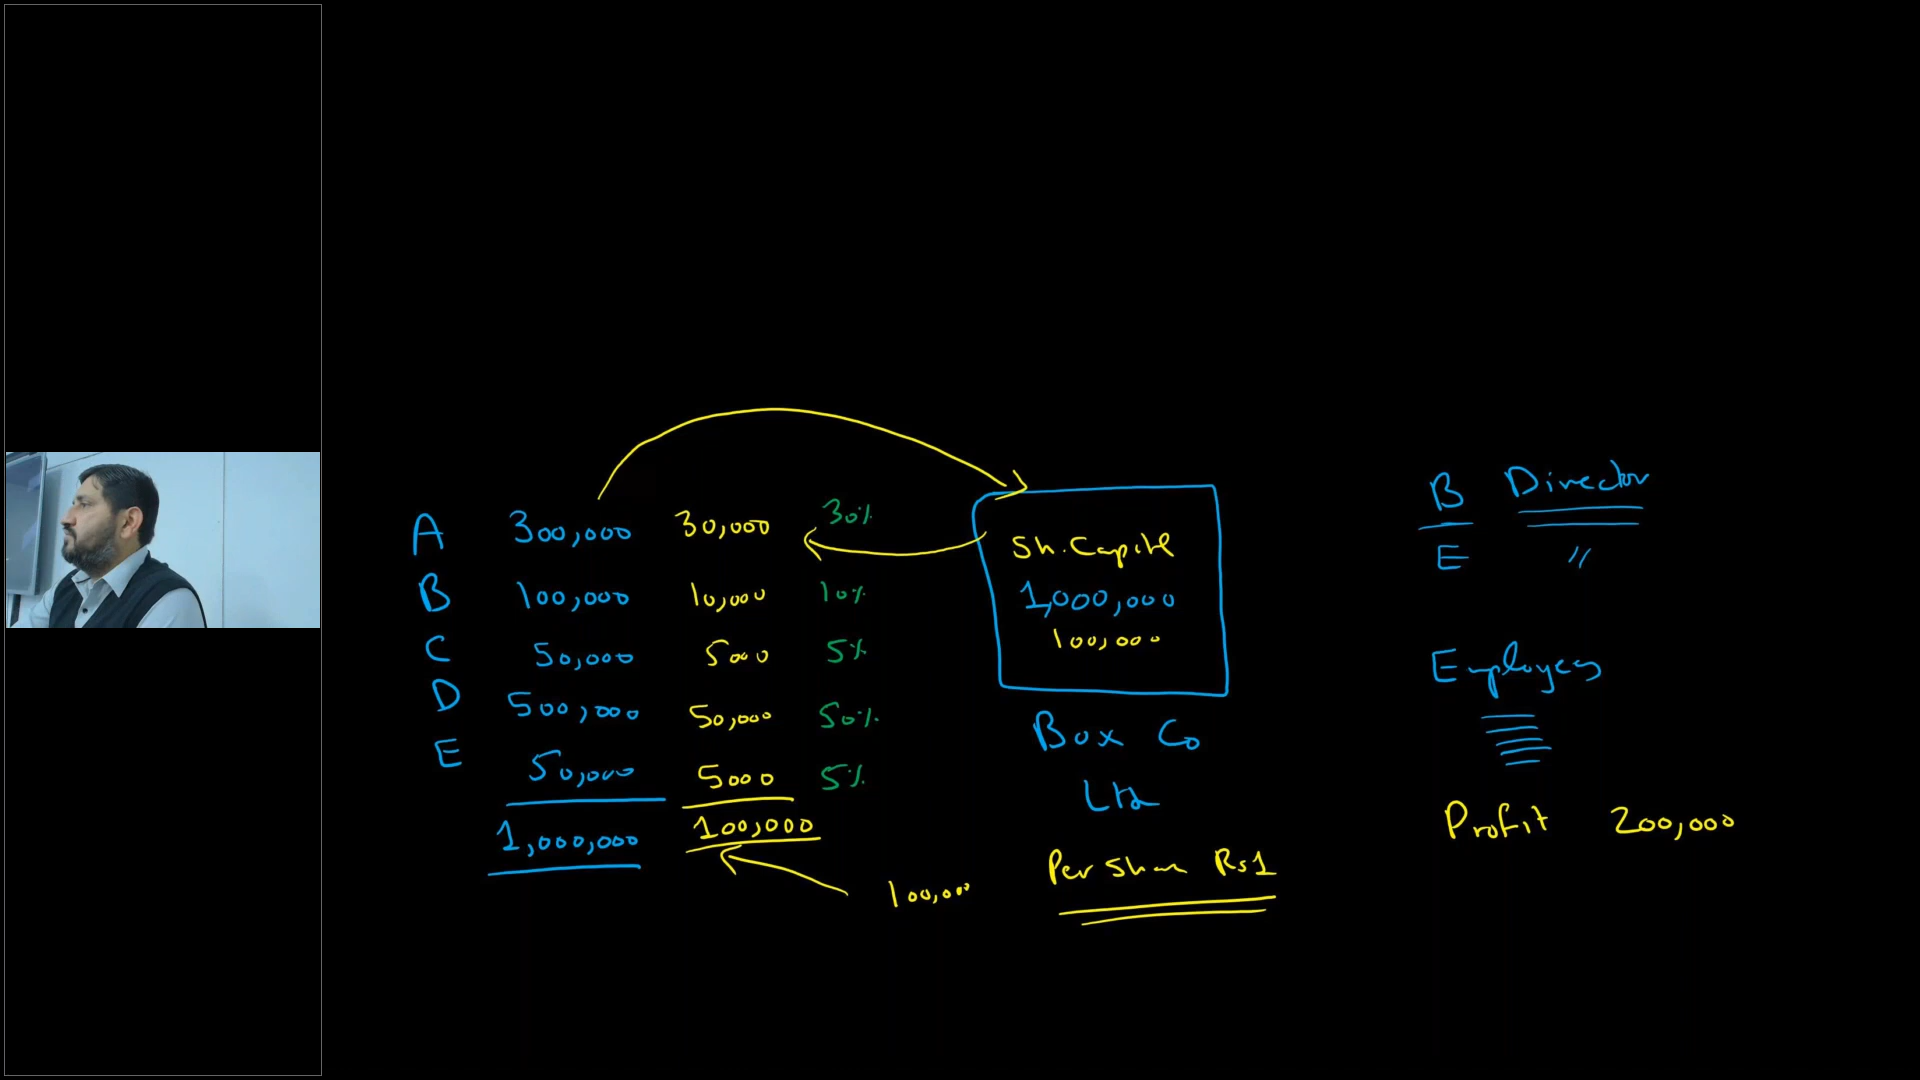 A 300,000 30,000 30%
B 100,000 10,000 10%
C 50,000 5000 5%
D 500,000 50,000 50%
E 50,000 5000 5%
1,000,000 100,000
100,000
Sh. Capital
1,000,000
100,000
Box Co
Ltd
Per Share Rs1
B Director
E "
Employees
Profit 200,000